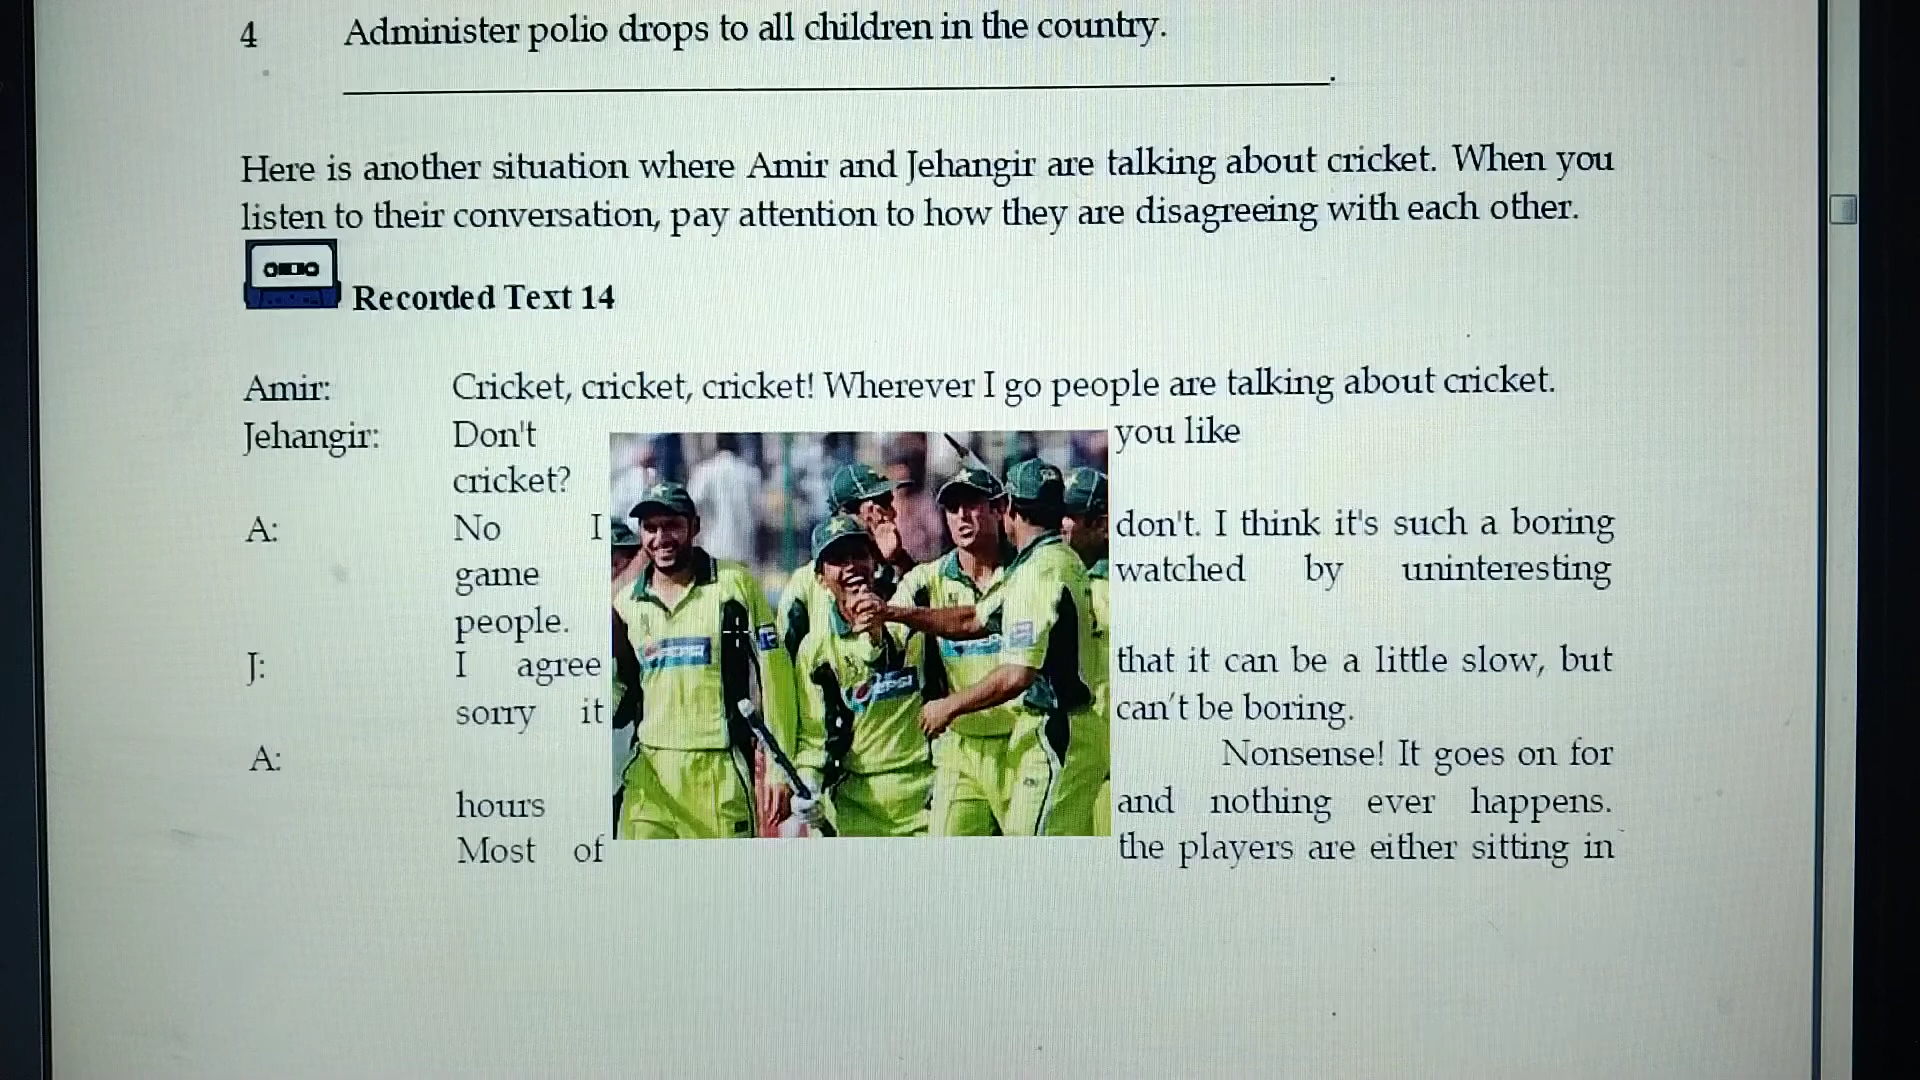 4 Administer polio drops to all children in the country.
.
Here is another situation where Amir and Jehangir are talking about cricket. When you
listen to their conversation, pay attention to how they are disagreeing with each other.
Recorded Text 14
Amir: Cricket, cricket, cricket! Wherever I go people are talking about cricket.
Jehangir: Don't you like
cricket?
A: No I don't. I think it's such a boring
game watched by uninteresting
people.
J: I agree that it can be a little slow, but
sorry it can't be boring.
A: Nonsense! It goes on for
hours and nothing ever happens.
Most of the players are either sitting in
pepsi